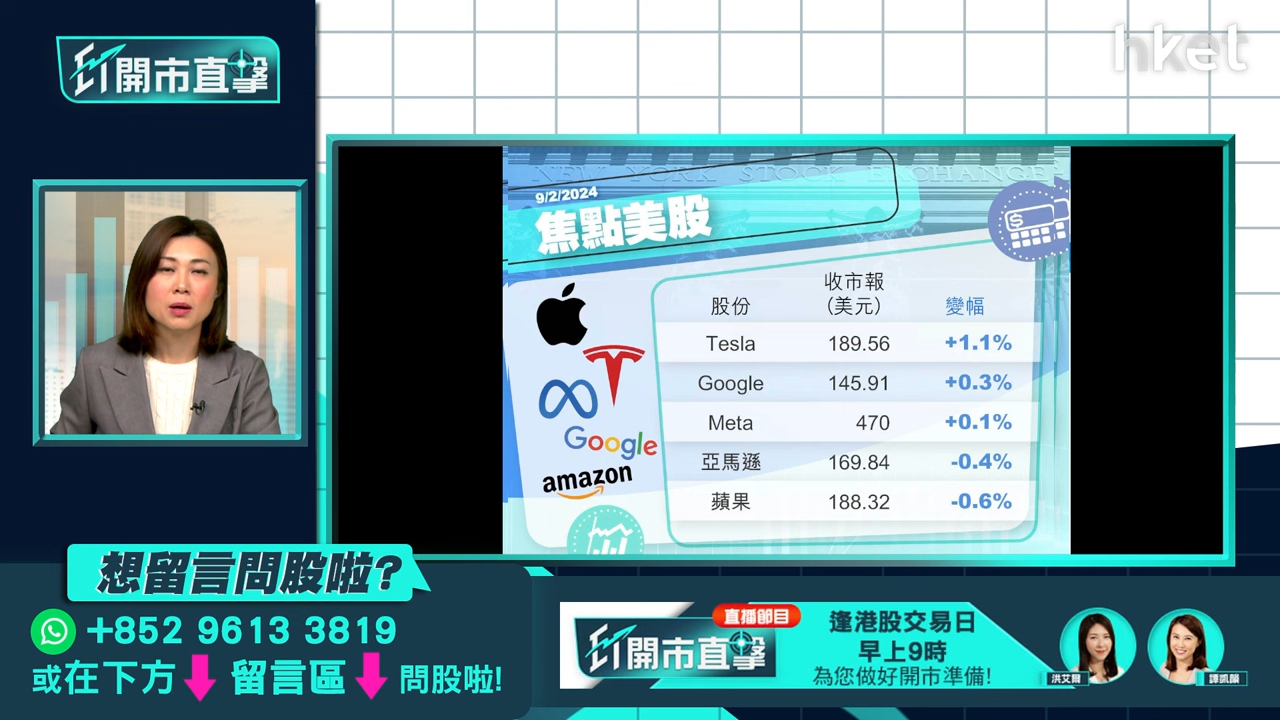 ET開市直擊
hket
NEW YORK STOCK EXCHANGE
9/2/2024
焦點美股
股份 收市報 (美元) 變幅
Tesla 189.56 +1.1%
Google 145.91 +0.3%
Meta 470 +0.1%
亞馬遜 169.84 -0.4%
蘋果 188.32 -0.6%
Google
amazon
想留言問股啦?
+852 9613 3819
或在下方 留言區 問股啦!
直播節目
ET開市直擊
逢港股交易日
早上9時
為您做好開市準備!
洪艾爾
譚凱韻